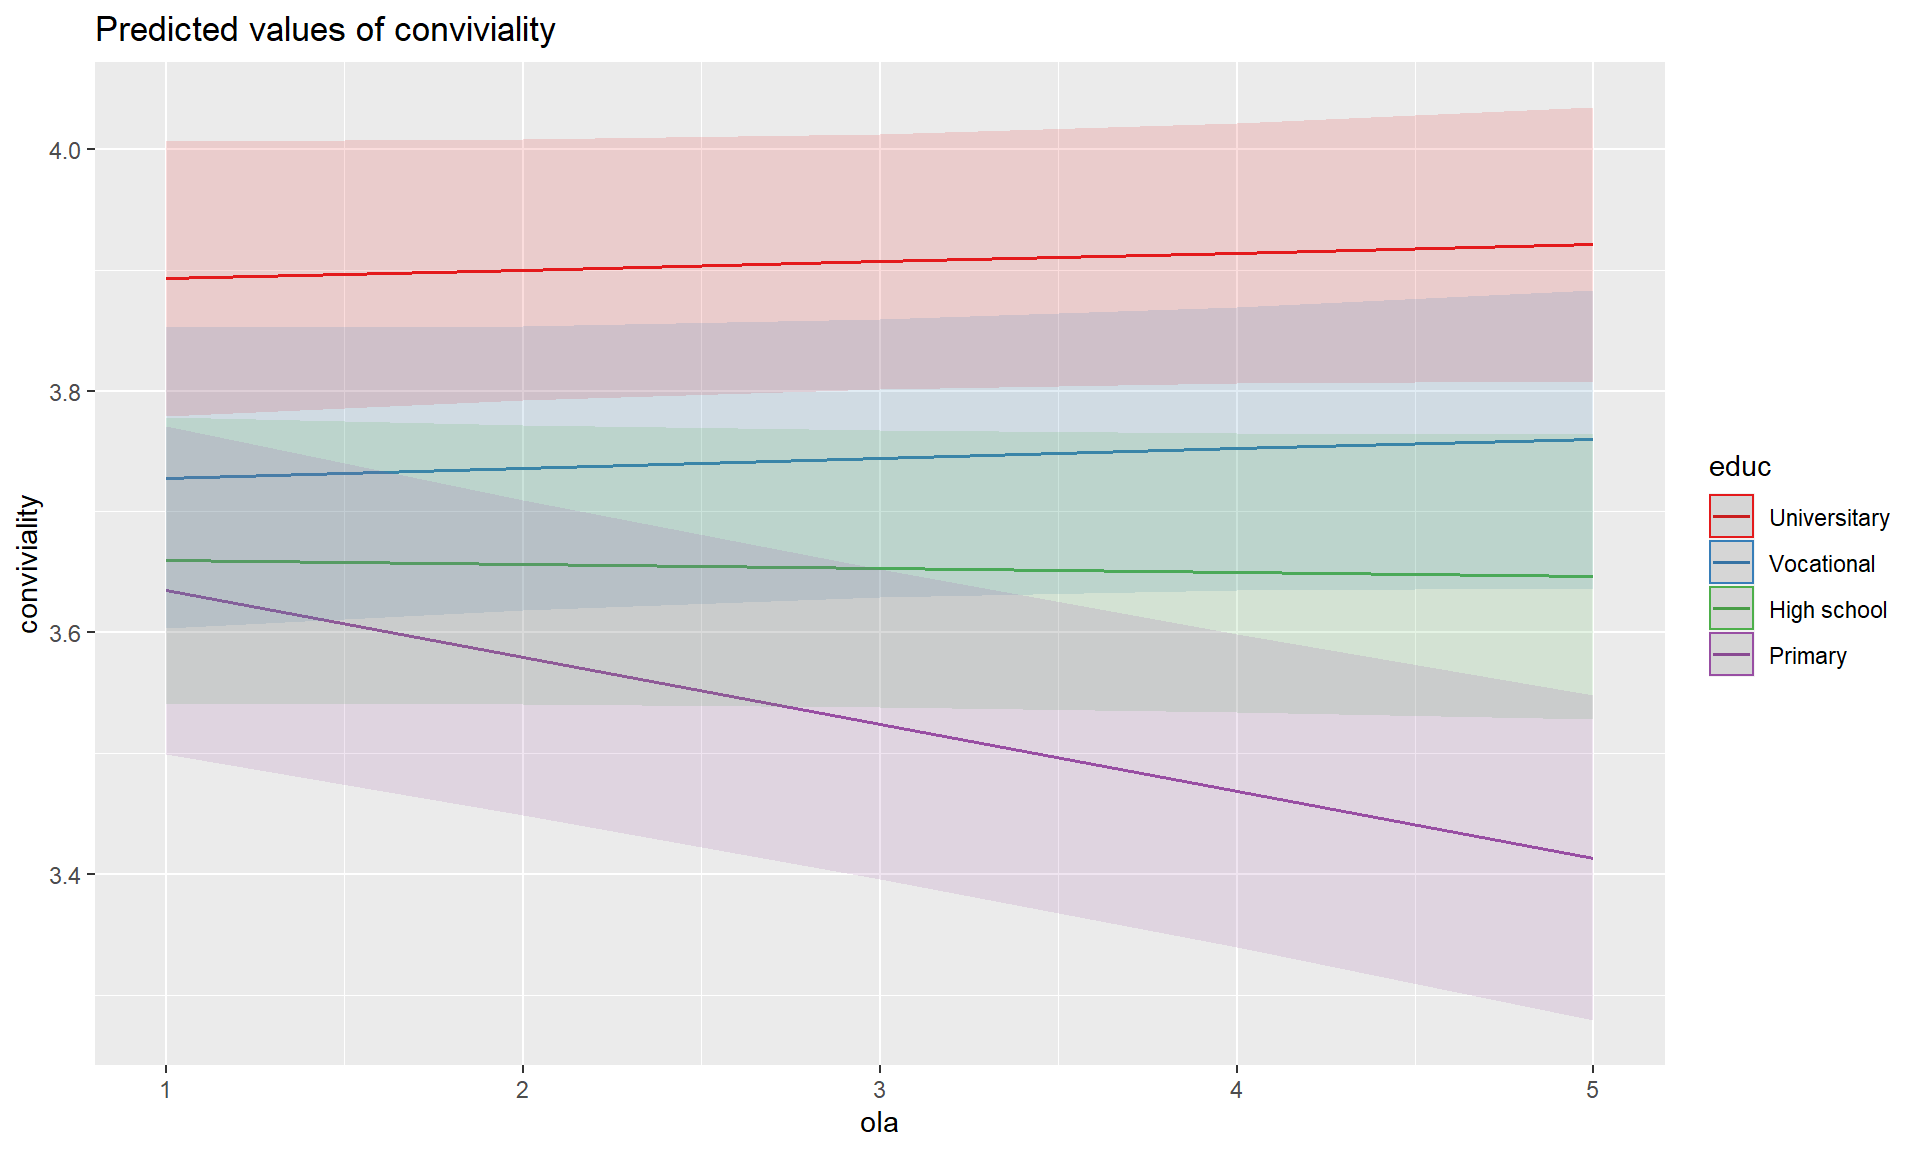 Predicted values of conviviality
4.0
3.8
3.6
3.4
conviviality
1 2 3 4 5
ola
educ
Universitary
Vocational
High school
Primary